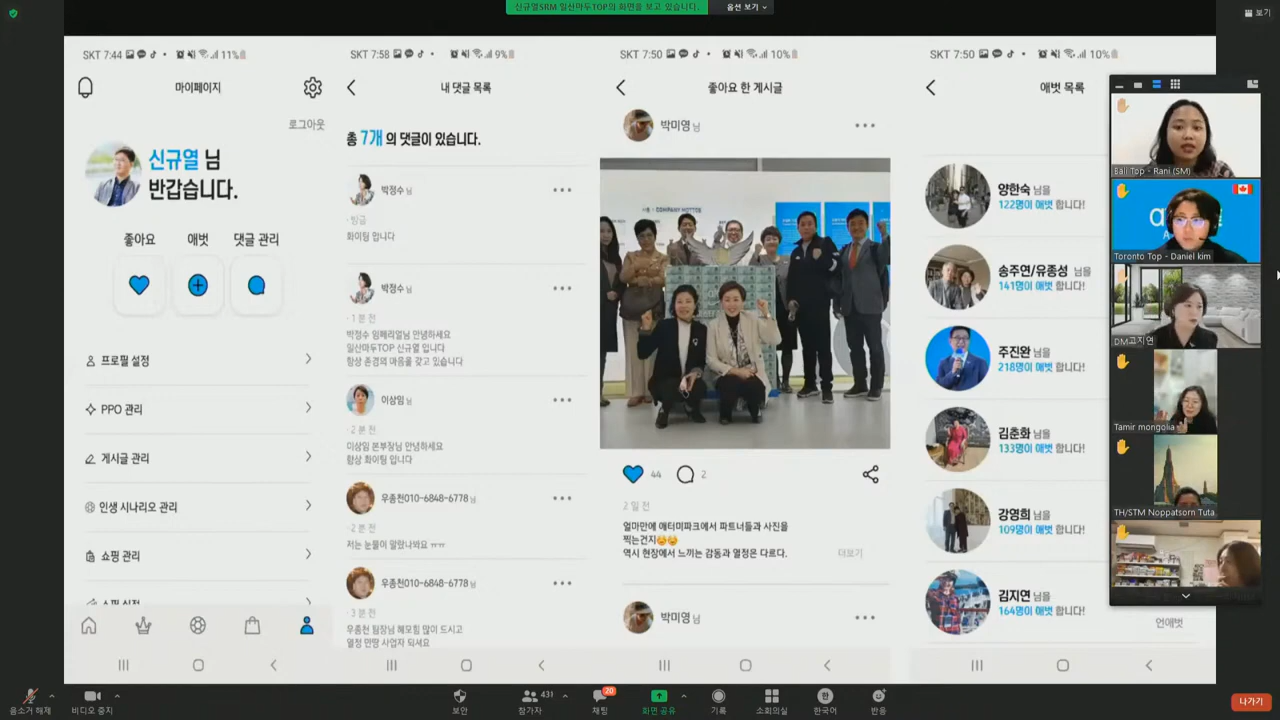 신규열SRM 일산마두TOP의 화면을 보고 있습니다.
옵션 보기
보기
SKT 7:44
11%
마이페이지
로그아웃
신규열 님
반갑습니다.
좋아요
애벗
댓글 관리
프로필 설정
PPO 관리
게시글 관리
인생 시나리오 관리
쇼핑 관리
SKT 7:58
9%
내 댓글 목록
총 7개 의 댓글이 있습니다.
박정수 님
· 방금
화이팅 입니다
박정수 님
· 1분 전
박정수 임페리얼님 안녕하세요
일산마두TOP 신규열 입니다
항상 존경의 마음을 갖고 있습니다
이상임 님
· 2분 전
이상임 본부장님 안녕하세요
항상 화이팅 입니다
우종천010-6848-6778 님
· 2분 전
저는 눈물이 말랐나봐요 ㅠㅠ
우종천010-6848-6778 님
· 3분 전
우종천 팀장님 해모힘 많이 드시고
열정 만땅 사업자 되셔요
SKT 7:50
10%
좋아요 한 게시글
박미영 님
44
2
2일 전
얼마만에 애터미파크에서 파트너들과 사진을
찍는건지
역시 현장에서 느끼는 감동과 열정은 다르다.
더보기
박미영 님
SKT 7:50
10%
애벗 목록
양한숙 님을
122명이 애벗 합니다!
송주연/유종성 님을
141명이 애벗 합니다!
주진완 님을
218명이 애벗 합니다!
김춘화 님을
133명이 애벗 합니다!
강영희 님을
109명이 애벗 합니다!
김지연 님을
164명이 애벗 합니다!
언애벗
Bali Top - Rani (SM)
Toronto Top - Daniel kim
DM고지연
Tamir mongolia
TH/STM Noppatsorn Tuta
음소거 해제
비디오 중지
보안
431
참가자
20
채팅
화면 공유
기록
소회의실
한
한국어
반응
나가기